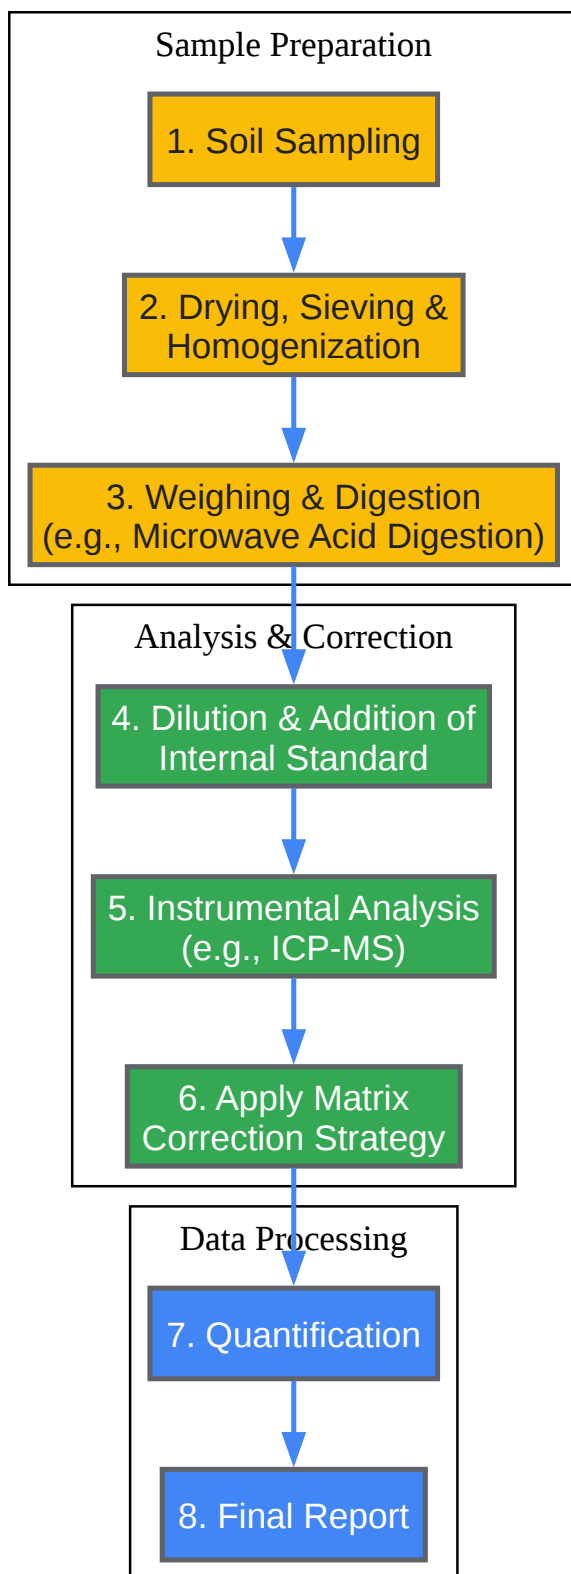 Sample Preparation
1. Soil Sampling
2. Drying, Sieving &
Homogenization
3. Weighing & Digestion
(e.g., Microwave Acid Digestion)
Analysis & Correction
4. Dilution & Addition of
Internal Standard
5. Instrumental Analysis
(e.g., ICP-MS)
6. Apply Matrix
Correction Strategy
Data Processing
7. Quantification
8. Final Report